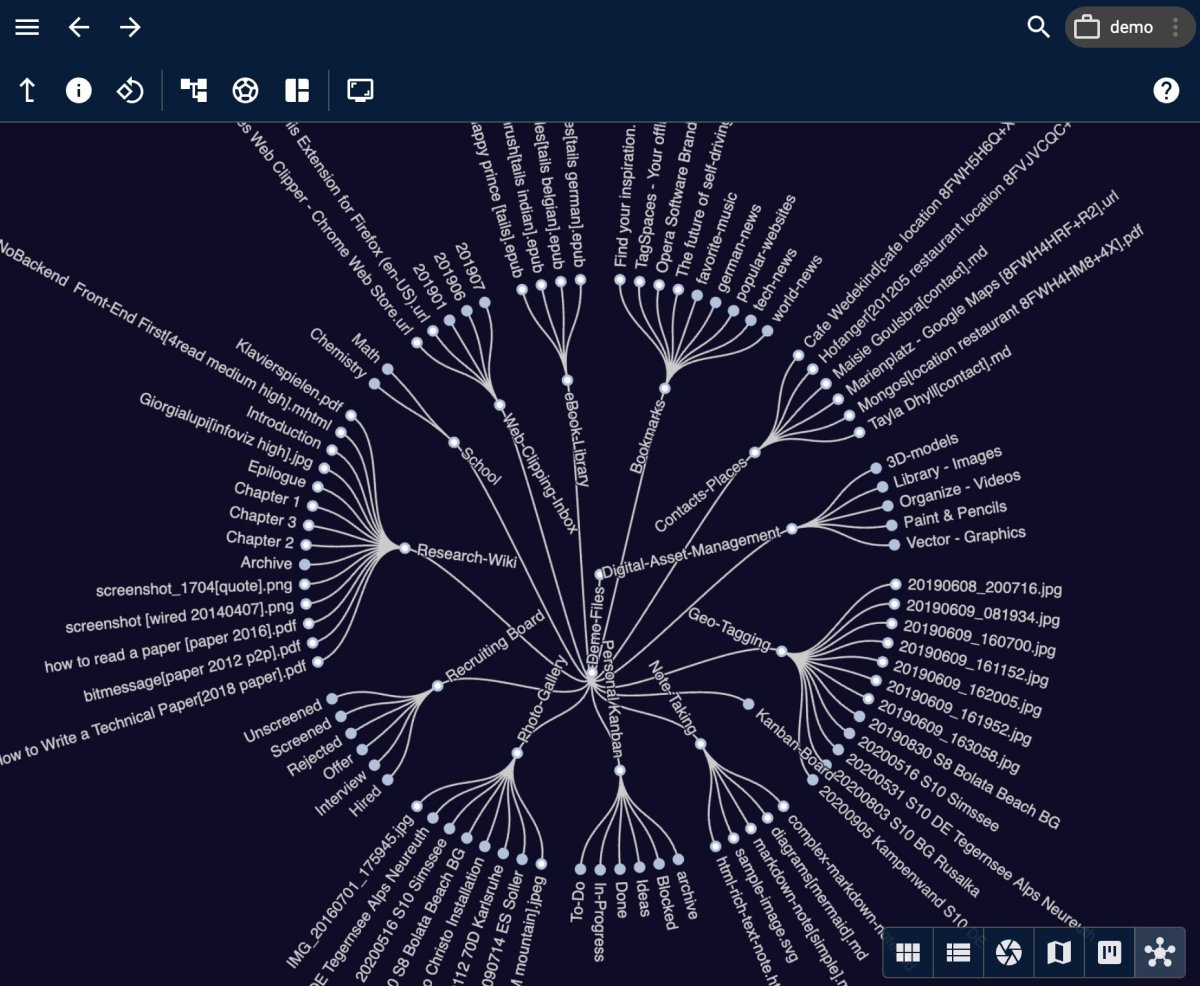 demo
es Web Clipper - Chrome Web Store.url
is Extension for Firefox (en-US).url
201901
201906
201907
Web-Clipping-Inbox
appy prince [tails].epub
rush[tails indian].epub
les[tails belgian].epub
es[tails german].epub
eBook-Library
Find your inspiration.
TagSpaces - Your offl
Opera Software Brand
The future of self-driving
favorite-music
german-news
popular-websites
tech-news
world-news
Bookmarks
Cafe Wedekind[cafe location 8FWH5H6Q+X
Hofanger[201205 restaurant location 8FVJVCQC+
Maisie Goulsbra[contact].md
Marienplatz - Google Maps [8FWH4HRF+R2].url
Mongos[location restaurant 8FWH4HM8+4X].pdf
Tayla Dhyll[contact].md
Contacts-Places
3D-models
Library - Images
Organize - Videos
Paint & Pencils
Vector - Graphics
Digital-Asset-Management
Math
Chemistry
School
Klavierspielen.pdf
NoBackend Front-End First[4read medium high].mhtml
Introduction
Giorgialupi[infoviz high].jpg
Epilogue
Chapter 1
Chapter 3
Chapter 2
Archive
screenshot_1704[quote].png
screenshot [wired 20140407].png
how to read a paper [paper 2016].pdf
bitmessage[paper 2012 p2p].pdf
How to Write a Technical Paper[2018 paper].pdf
Research-Wiki
Demo-Files
Geo-Tagging
20190608_200716.jpg
20190609_081934.jpg
20190609_160700.jpg
20190609_161152.jpg
20190609_162005.jpg
20190609_161952.jpg
20190609_163058.jpg
20190830 S8 Bolata Beach BG
20200516 S10 Simssee
20200531 S10 DE Tegernsee Alps Neureuth
20200803 S10 BG Rusalka
20200905 Kampenwand S10 DE
Kanban-Board
Recruiting Board
Unscreened
Screened
Rejected
Offer
Interview
Hired
Photo-Gallery
IMG_20160701_175945.jpg
DE Tegernsee Alps Neureuth
20200516 S10 Simssee
S8 Bolata Beach BG
o Christo Installation
112 70D Karlsruhe
090714 ES Soller
M mountain].jpeg
Personal-Kanban
To-Do
In-Progress
Done
Ideas
Blocked
archive
Note-Taking
html-rich-text-note.h
sample-image.svg
markdown-note[simple].m
diagrams[mermaid].md
complex-markdown-no